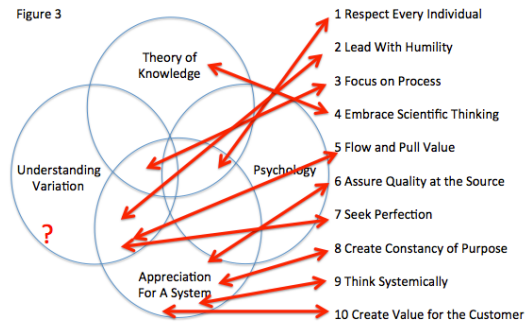 Figure 3
Theory of
Knowledge
Understanding
Variation
Psychology
?
Appreciation
For A System
1 Respect Every Individual
2 Lead With Humility
3 Focus on Process
4 Embrace Scientific Thinking
5 Flow and Pull Value
6 Assure Quality at the Source
7 Seek Perfection
8 Create Constancy of Purpose
9 Think Systemically
10 Create Value for the Customer